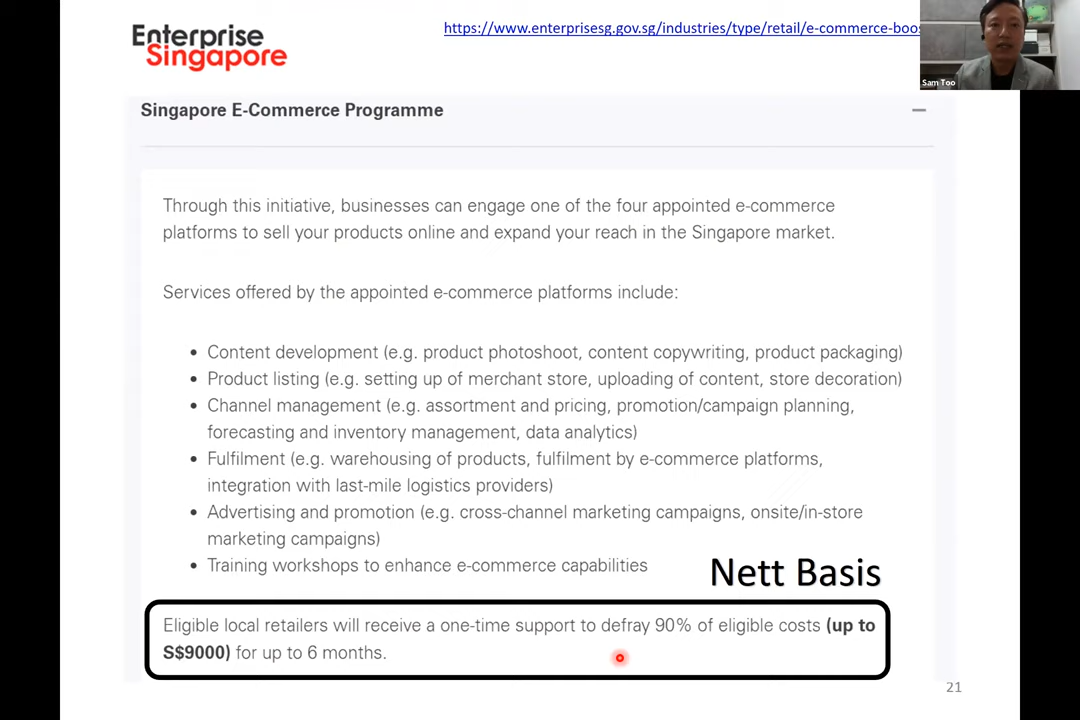 Enterprise
Singapore
https://www.enterprisesg.gov.sg/industries/type/retail/e-commerce-boos
Sam Too
Singapore E-Commerce Programme
Through this initiative, businesses can engage one of the four appointed e-commerce
platforms to sell your products online and expand your reach in the Singapore market.
Services offered by the appointed e-commerce platforms include:
• Content development (e.g. product photoshoot, content copywriting, product packaging)
• Product listing (e.g. setting up of merchant store, uploading of content, store decoration)
• Channel management (e.g. assortment and pricing, promotion/campaign planning,
forecasting and inventory management, data analytics)
• Fulfilment (e.g. warehousing of products, fulfilment by e-commerce platforms,
integration with last-mile logistics providers)
• Advertising and promotion (e.g. cross-channel marketing campaigns, onsite/in-store
marketing campaigns)
• Training workshops to enhance e-commerce capabilities
Nett Basis
Eligible local retailers will receive a one-time support to defray 90% of eligible costs (up to
S$9000) for up to 6 months.
21